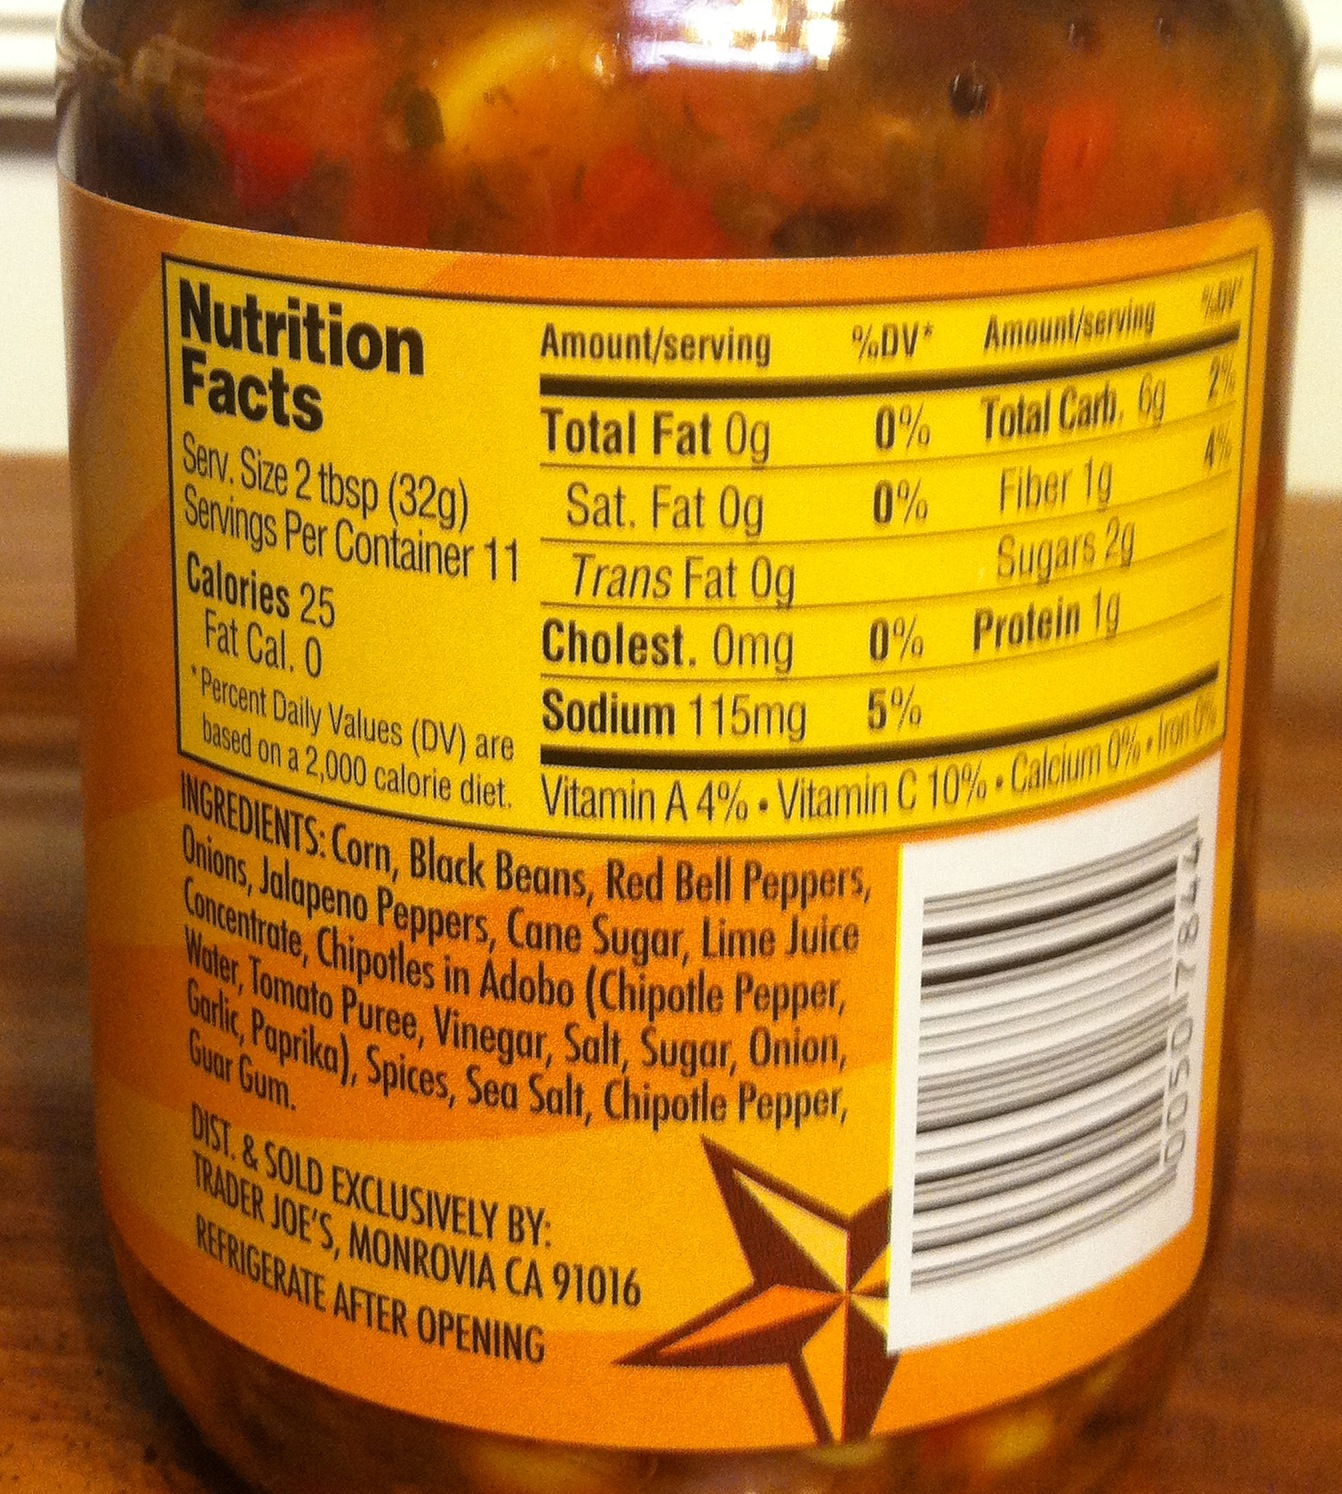 Nutrition
Facts
Serv. Size 2 tbsp (32g)
Servings Per Container 11
Calories 25
Fat Cal. 0
*Percent Daily Values (DV) are
based on a 2,000 calorie diet.
Amount/serving %DV*
Total Fat 0g 0%
Sat. Fat 0g 0%
Trans Fat 0g
Cholest. 0mg 0%
Sodium 115mg 5%
Amount/serving %DV*
Total Carb. 6g 2%
Fiber 1g 4%
Sugars 2g
Protein 1g
Vitamin A 4% • Vitamin C 10% • Calcium 0% • Iron 0%
INGREDIENTS: Corn, Black Beans, Red Bell Peppers,
Onions, Jalapeno Peppers, Cane Sugar, Lime Juice
Concentrate, Chipotles in Adobo (Chipotle Pepper,
Water, Tomato Puree, Vinegar, Salt, Sugar, Onion,
Garlic, Paprika), Spices, Sea Salt, Chipotle Pepper,
Guar Gum.
DIST. & SOLD EXCLUSIVELY BY:
TRADER JOE'S, MONROVIA CA 91016
REFRIGERATE AFTER OPENING
0050 7844